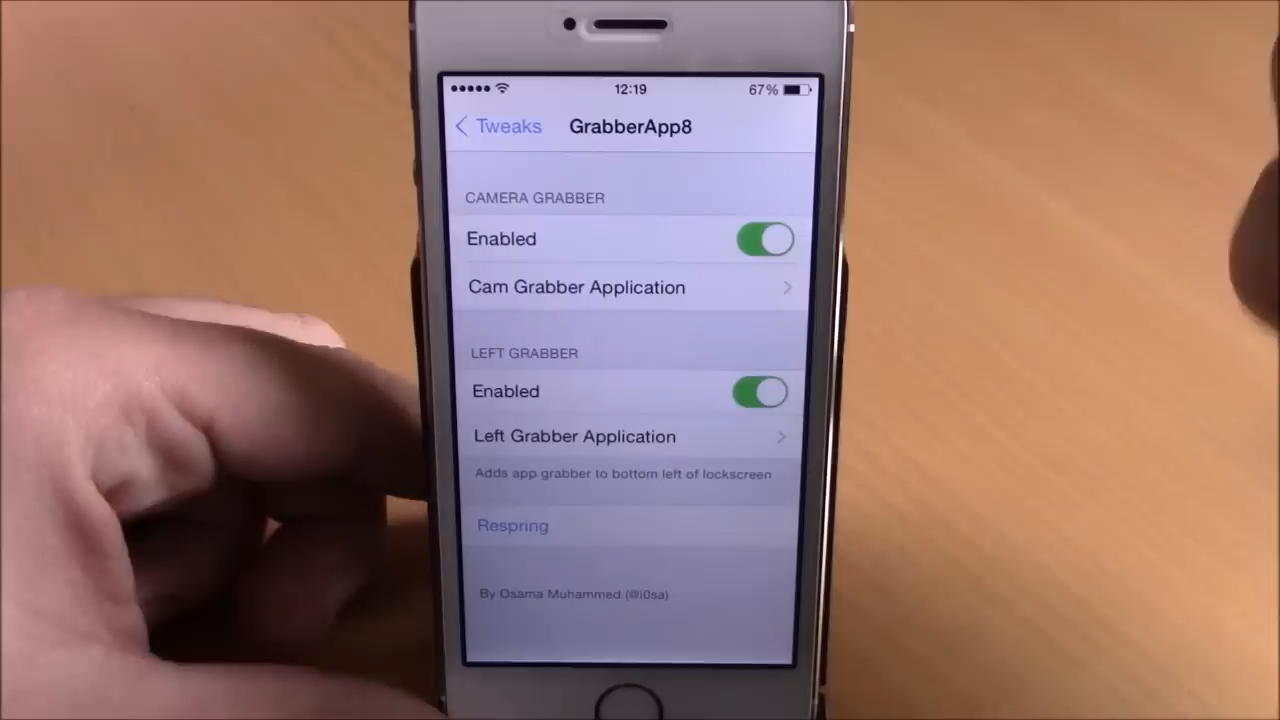 12:19
67%
Tweaks
GrabberApp8
CAMERA GRABBER
Enabled
Cam Grabber Application
LEFT GRABBER
Enabled
Left Grabber Application
Adds app grabber to bottom left of lockscreen
Respring
By Osama Muhammed (@i0sa)